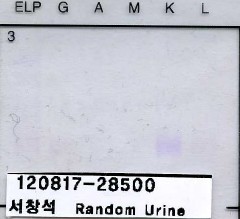 ELP G A M K L
3
120817-28500
서창석 Random Urine